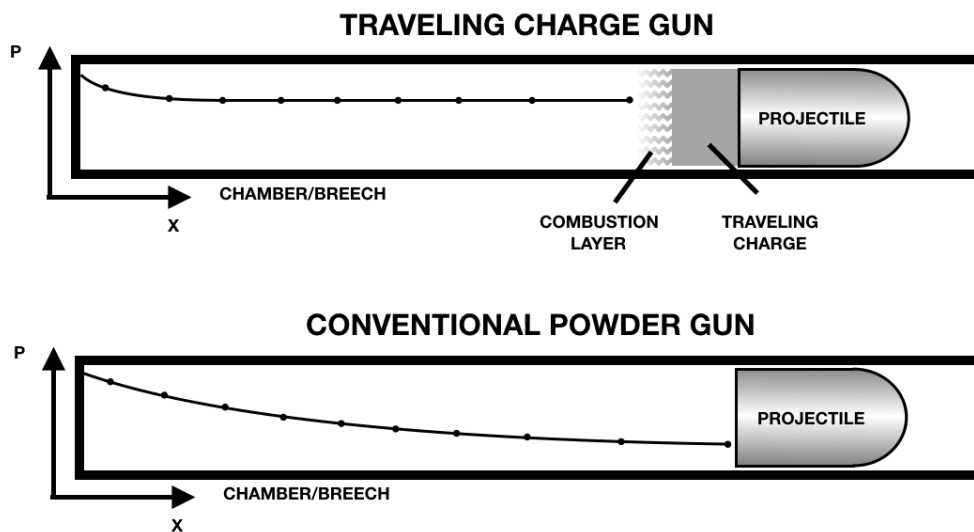 TRAVELING CHARGE GUN
P
PROJECTILE
CHAMBER/BREECH
X
COMBUSTION
LAYER
TRAVELING
CHARGE
CONVENTIONAL POWDER GUN
P
PROJECTILE
CHAMBER/BREECH
X